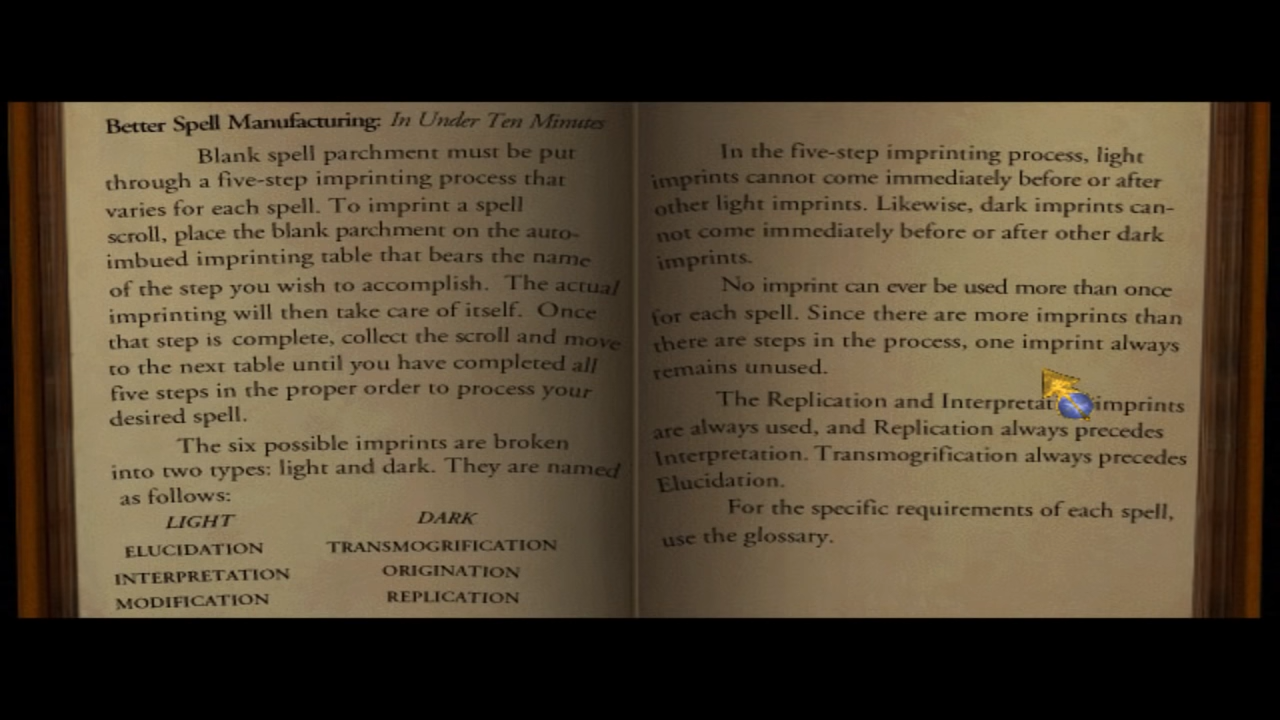 Better Spell Manufacturing: In Under Ten Minutes
Blank spell parchment must be put
through a five-step imprinting process that
varies for each spell. To imprint a spell
scroll, place the blank parchment on the auto-
imbued imprinting table that bears the name
of the step you wish to accomplish. The actual
imprinting will then take care of itself. Once
that step is complete, collect the scroll and move
to the next table until you have completed all
five steps in the proper order to process your
desired spell.
The six possible imprints are broken
into two types: light and dark. They are named
as follows:
LIGHT DARK
ELUCIDATION TRANSMOGRIFICATION
INTERPRETATION ORIGINATION
MODIFICATION REPLICATION
In the five-step imprinting process, light
imprints cannot come immediately before or after
other light imprints. Likewise, dark imprints can-
not come immediately before or after other dark
imprints.
No imprint can ever be used more than once
for each spell. Since there are more imprints than
there are steps in the process, one imprint always
remains unused.
The Replication and imprints
are always used, and Replication always precedes
Interpretation. Transmogrification always precedes
Elucidation.
For the specific requirements of each spell,
use the glossary.